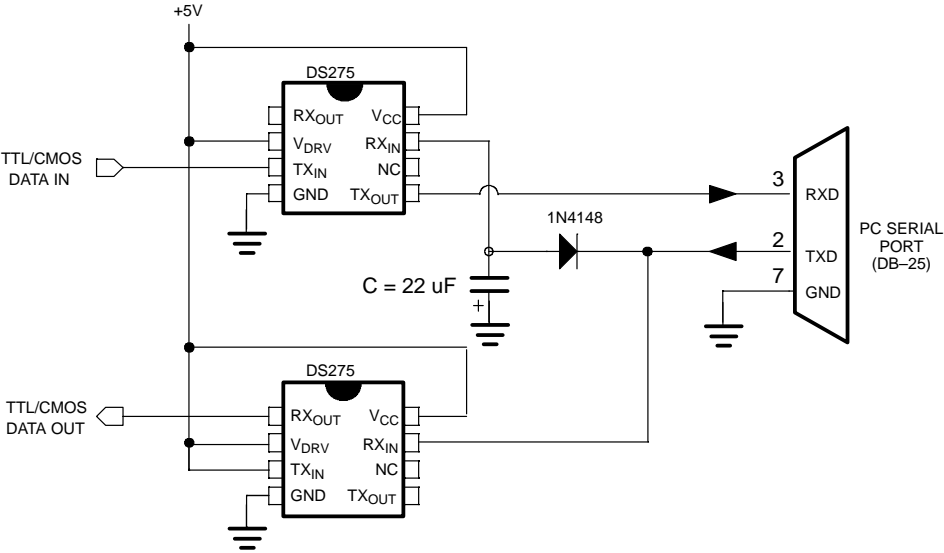 +5V
DS275
RXOUT
VCC
VDRV
RXIN
TXIN
NC
GND
TXOUT
TTL/CMOS
DATA IN
3
RXD
1N4148
2
TXD
7
GND
PC SERIAL
PORT
(DB–25)
C = 22 uF
+
DS275
RXOUT
VCC
VDRV
RXIN
TXIN
NC
GND
TXOUT
TTL/CMOS
DATA OUT